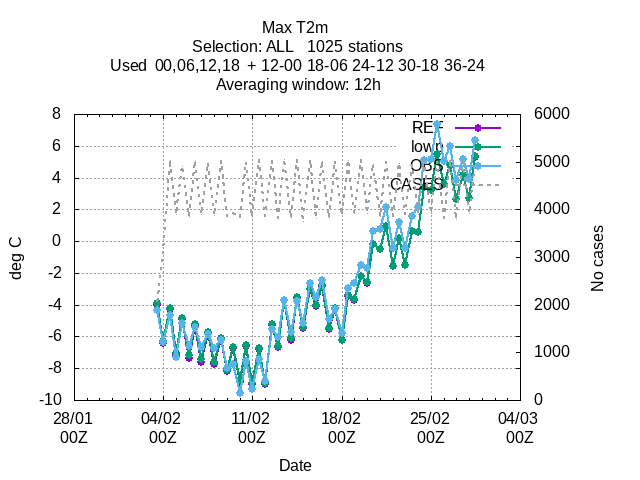 Max T2m
Selection: ALL   1025 stations
Used  00,06,12,18  + 12-00 18-06 24-12 30-18 36-24
Averaging window: 12h
8
6
4
2
0
-2
-4
-6
-8
-10
deg C
6000
5000
4000
3000
2000
1000
0
No cases
REF
lowp
OBS
CASES
28/01 04/02 11/02 18/02 25/02 04/03
00Z 00Z 00Z 00Z 00Z 00Z
Date